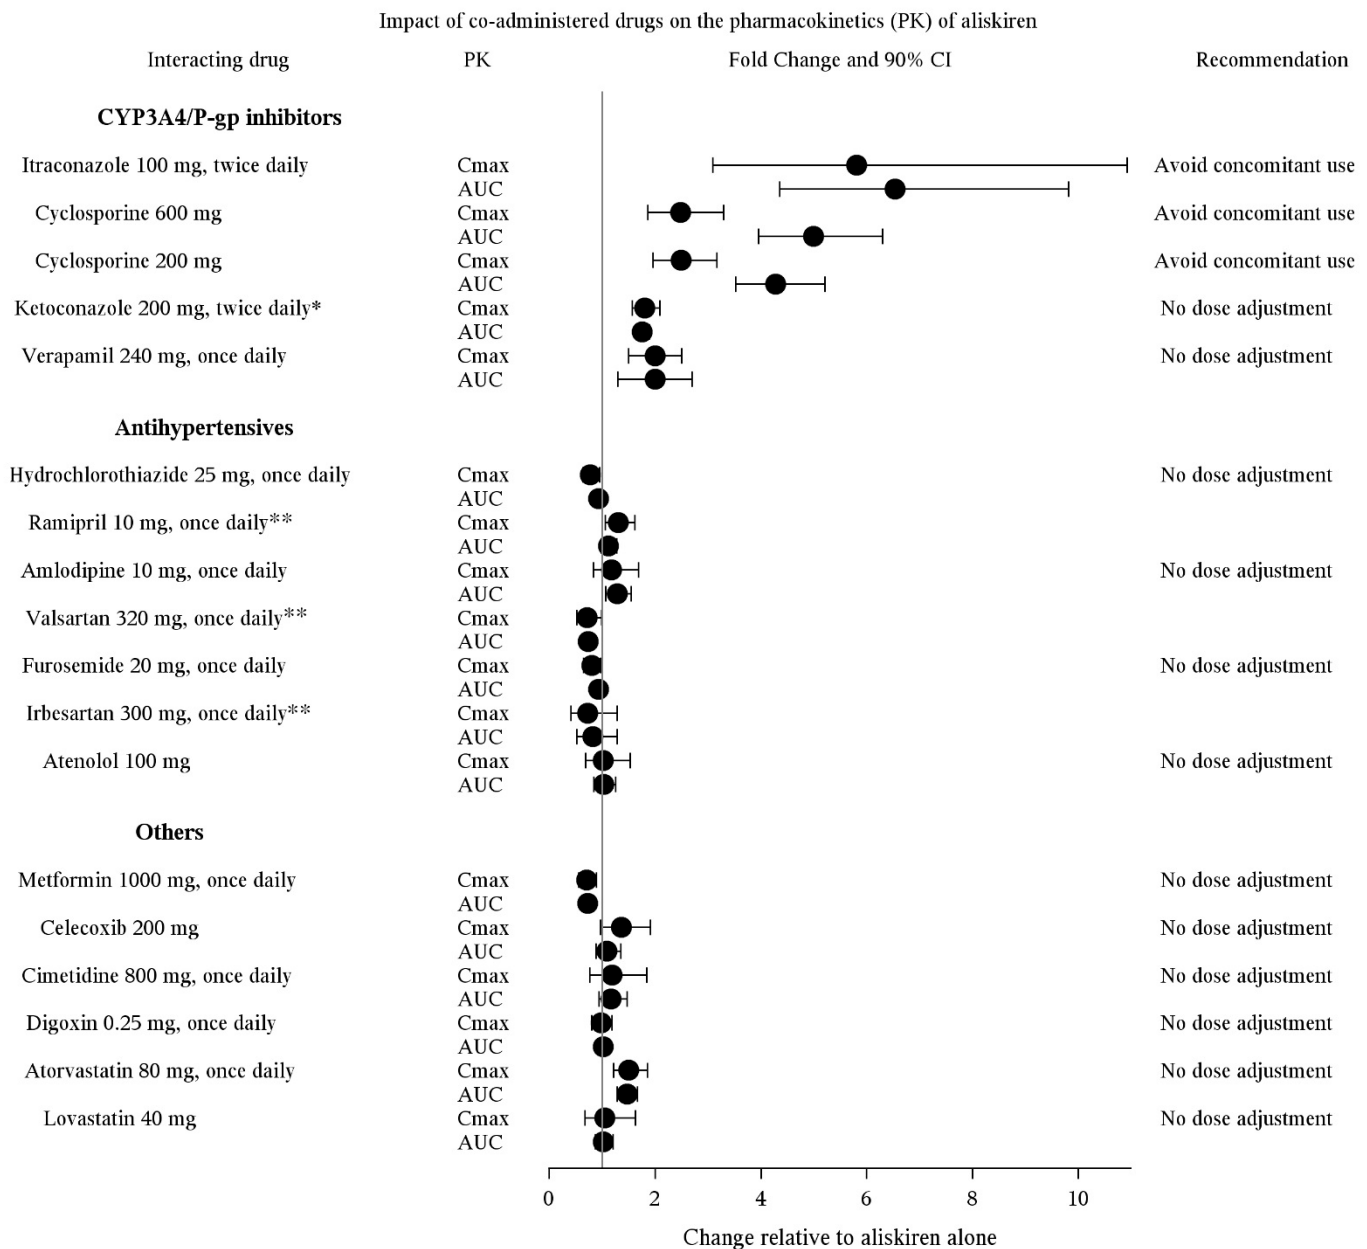 Impact of co-administered drugs on the pharmacokinetics (PK) of aliskiren
Interacting drug PK Fold Change and 90% CI Recommendation
CYP3A4/P-gp inhibitors
Itraconazole 100 mg, twice daily Cmax Avoid concomitant use
AUC
Cyclosporine 600 mg Cmax Avoid concomitant use
AUC
Cyclosporine 200 mg Cmax Avoid concomitant use
AUC
Ketoconazole 200 mg, twice daily* Cmax No dose adjustment
AUC
Verapamil 240 mg, once daily Cmax No dose adjustment
AUC
Antihypertensives
Hydrochlorothiazide 25 mg, once daily Cmax No dose adjustment
AUC
Ramipril 10 mg, once daily** Cmax
AUC
Amlodipine 10 mg, once daily Cmax No dose adjustment
AUC
Valsartan 320 mg, once daily** Cmax
AUC
Furosemide 20 mg, once daily Cmax No dose adjustment
AUC
Irbesartan 300 mg, once daily** Cmax
AUC
Atenolol 100 mg Cmax No dose adjustment
AUC
Others
Metformin 1000 mg, once daily Cmax No dose adjustment
AUC
Celecoxib 200 mg Cmax No dose adjustment
AUC
Cimetidine 800 mg, once daily Cmax No dose adjustment
AUC
Digoxin 0.25 mg, once daily Cmax No dose adjustment
AUC
Atorvastatin 80 mg, once daily Cmax No dose adjustment
AUC
Lovastatin 40 mg Cmax No dose adjustment
AUC
0 2 4 6 8 10
Change relative to aliskiren alone